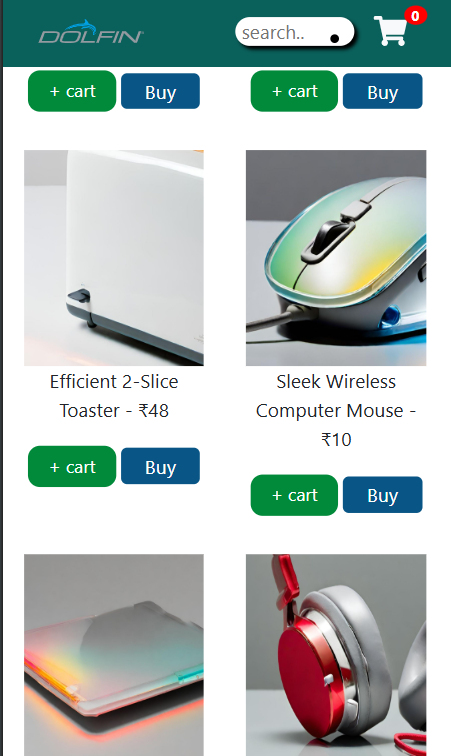 DOLFIN
search..
0
+ cart
Buy
+ cart
Buy
Efficient 2-Slice
Toaster - ₹48
Sleek Wireless
Computer Mouse -
₹10
+ cart
Buy
+ cart
Buy